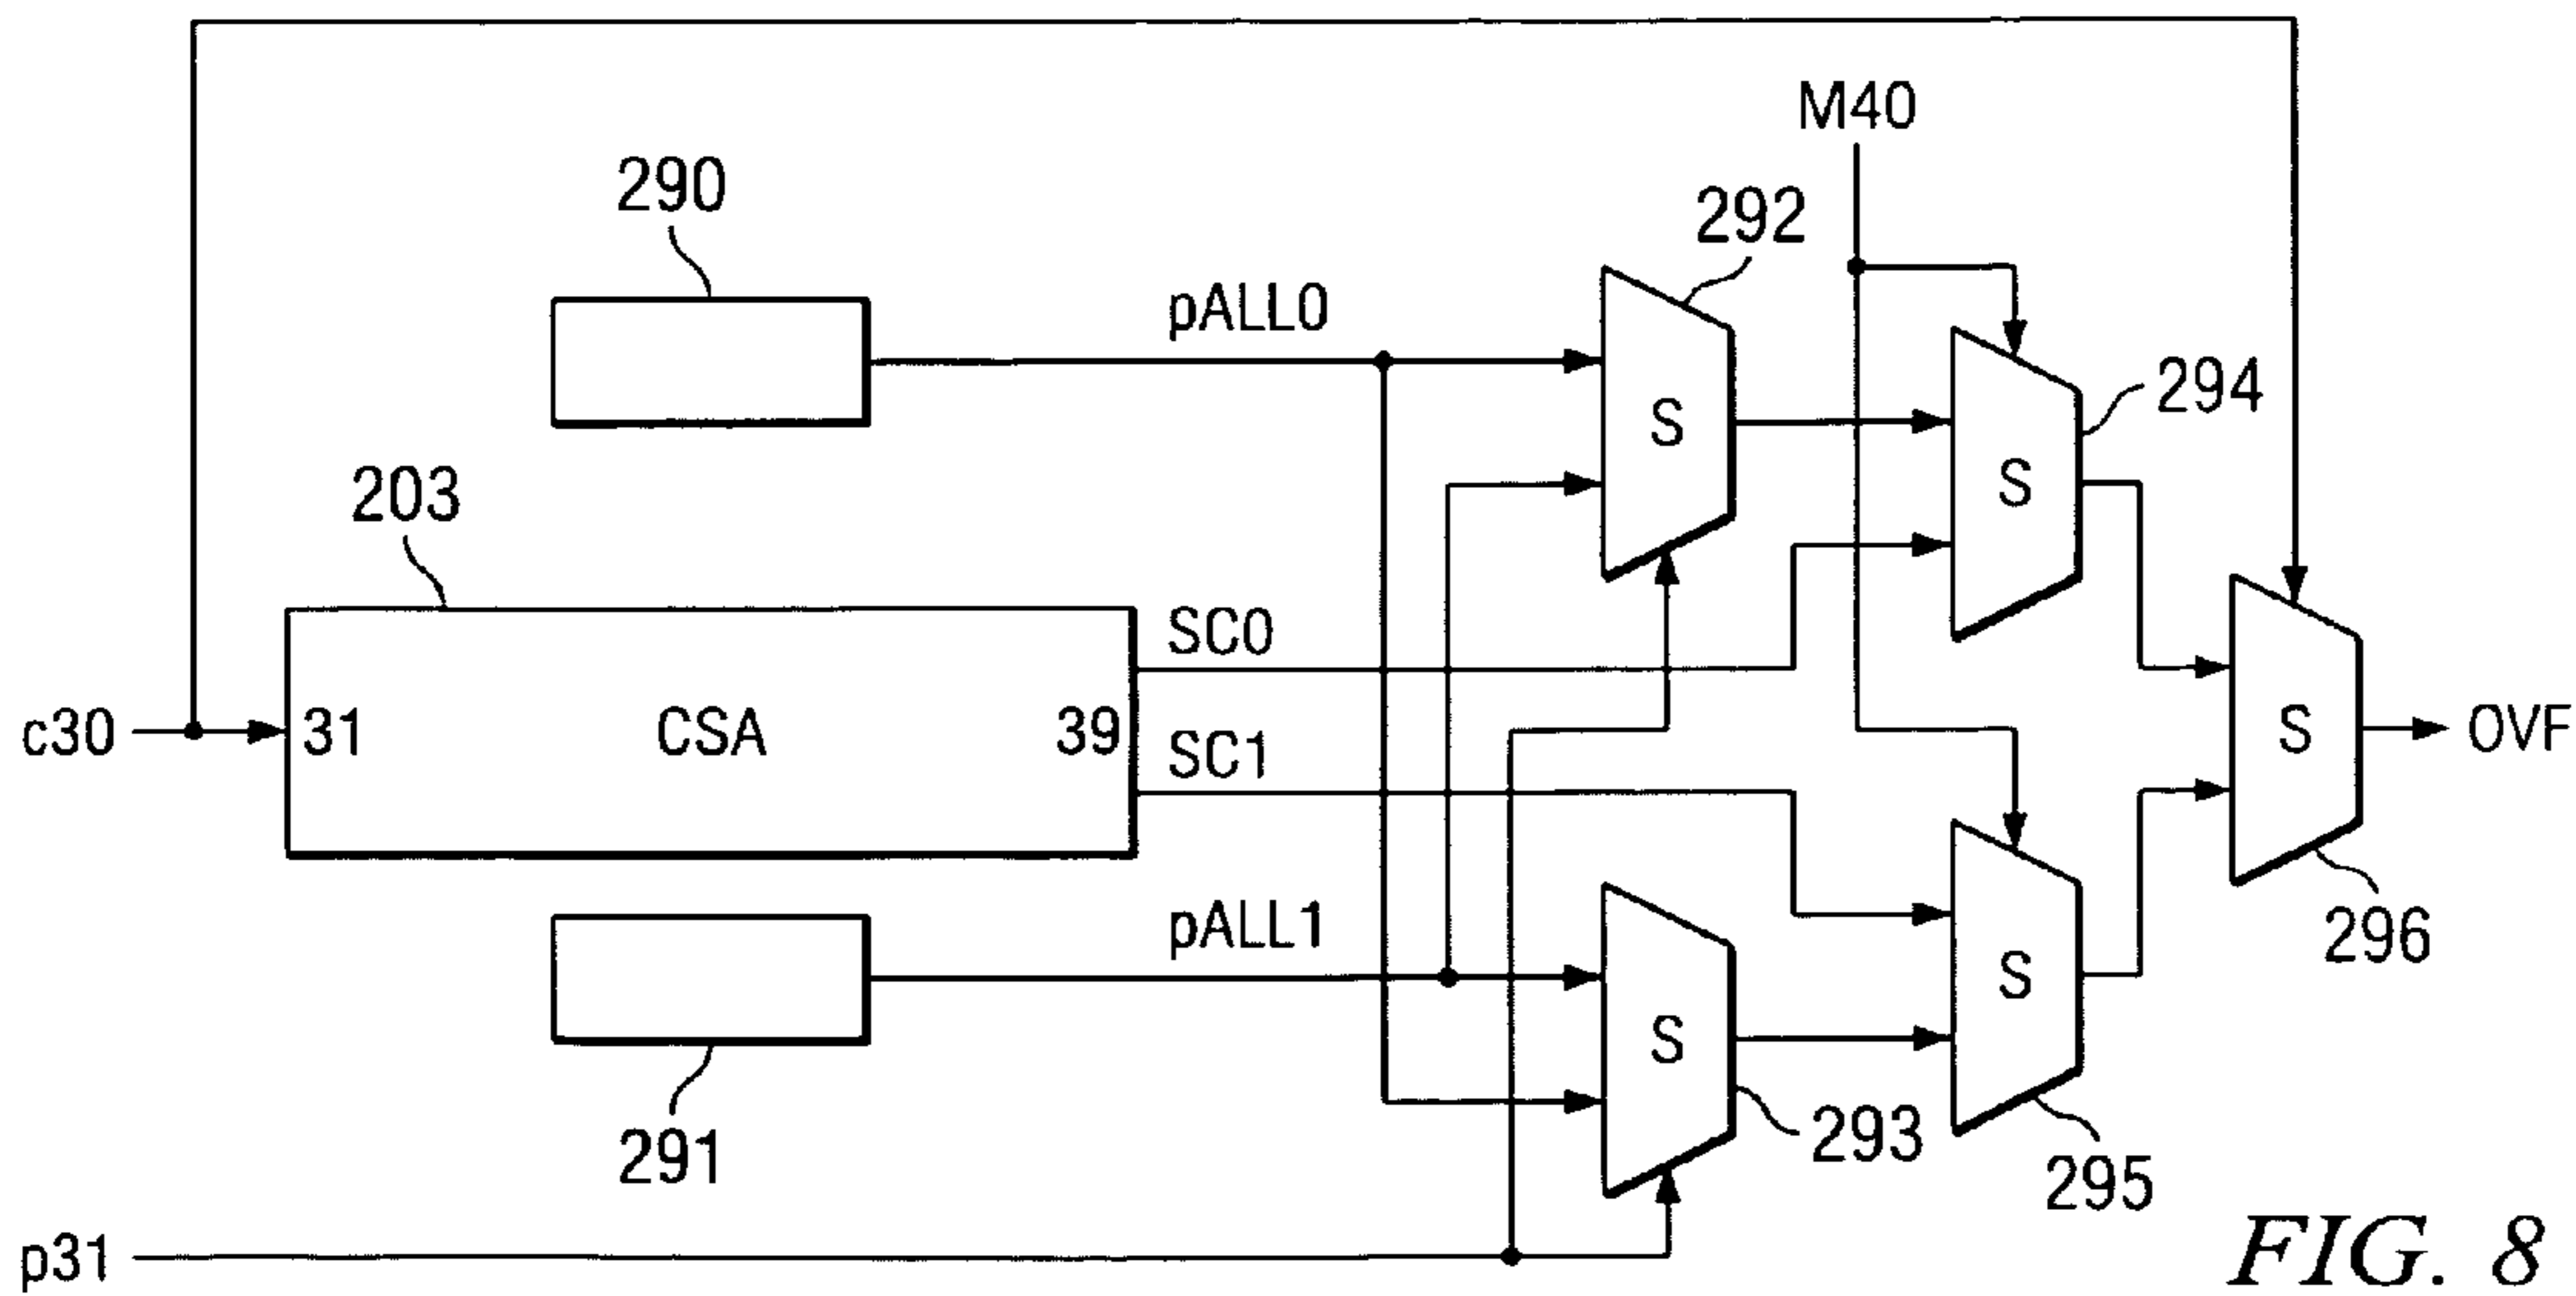 M40
290
292
pALL0
S
294
203
S
SC0
c30
31
CSA
39
SC1
S
OVF
pALL1
296
S
S
291
293
295
p31
FIG. 8